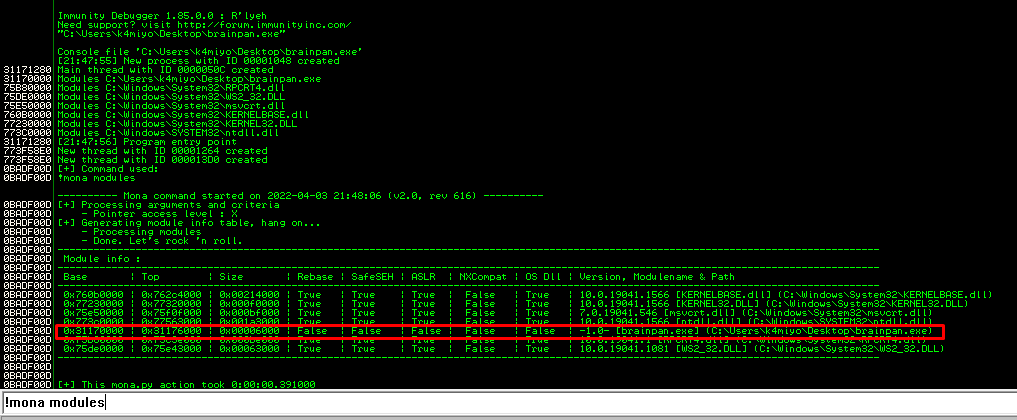 Immunity Debugger 1.85.0.0 : R'lyeh
Need support? visit http://forum.immunityinc.com/
"C:\Users\k4miyo\Desktop\brainpan.exe"
Console file 'C:\Users\k4miyo\Desktop\brainpan.exe'
[21:47:55] New process with ID 00001048 created
31171280 Main thread with ID 0000050C created
31170000 Modules C:\Users\k4miyo\Desktop\brainpan.exe
75B80000 Modules C:\Windows\System32\RPCRT4.dll
75DE0000 Modules C:\Windows\System32\WS2_32.DLL
75E50000 Modules C:\Windows\System32\msvcrt.dll
760B0000 Modules C:\Windows\System32\KERNELBASE.dll
77230000 Modules C:\Windows\System32\KERNEL32.DLL
773C0000 Modules C:\Windows\SYSTEM32\ntdll.dll
31171280 [21:47:56] Program entry point
773F58E0 New thread with ID 00001264 created
773F58E0 New thread with ID 000013D0 created
0BADF00D [+] Command used:
0BADF00D !mona modules
---------- Mona command started on 2022-04-03 21:48:06 (v2.0, rev 616) ----------
0BADF00D [+] Processing arguments and criteria
0BADF00D - Pointer access level : X
0BADF00D [+] Generating module info table, hang on...
0BADF00D - Processing modules
0BADF00D - Done. Let's rock 'n roll.
0BADF00D
0BADF00D Module info :
0BADF00D
0BADF00D Base | Top | Size | Rebase | SafeSEH | ASLR | NXCompat | OS Dll | Version, Modulename & Path
0BADF00D
0BADF00D 0x760b0000 | 0x762c4000 | 0x00214000 | True | True | True | False | True | 10.0.19041.1566 [KERNELBASE.dll] (C:\Windows\System32\KERNELBASE.dll)
0BADF00D 0x77230000 | 0x77320000 | 0x000f0000 | True | True | True | False | True | 10.0.19041.1566 [KERNEL32.DLL] (C:\Windows\System32\KERNEL32.DLL)
0BADF00D 0x75e50000 | 0x75f0f000 | 0x000bf000 | True | True | True | False | True | 7.0.19041.546 [msvcrt.dll] (C:\Windows\System32\msvcrt.dll)
0BADF00D 0x773c0000 | 0x77563000 | 0x001a3000 | True | True | True | False | True | 10.0.19041.1566 [ntdll.dll] (C:\Windows\SYSTEM32\ntdll.dll)
0BADF00D 0x31170000 | 0x31176000 | 0x00006000 | False | False | False | False | False | -1.0- [brainpan.exe] (C:\Users\k4miyo\Desktop\brainpan.exe)
0BADF00D True | True | True | False | True | [RPCRT4.dll] (C:\Windows\System32\RPCRT4.dll)
0BADF00D 0x75de0000 | 0x75e43000 | 0x00063000 | True | True | True | False | True | 10.0.19041.1081 [WS2_32.DLL] (C:\Windows\System32\WS2_32.DLL)
0BADF00D
0BADF00D
0BADF00D [+] This mona.py action took 0:00:00.391000
!mona modules